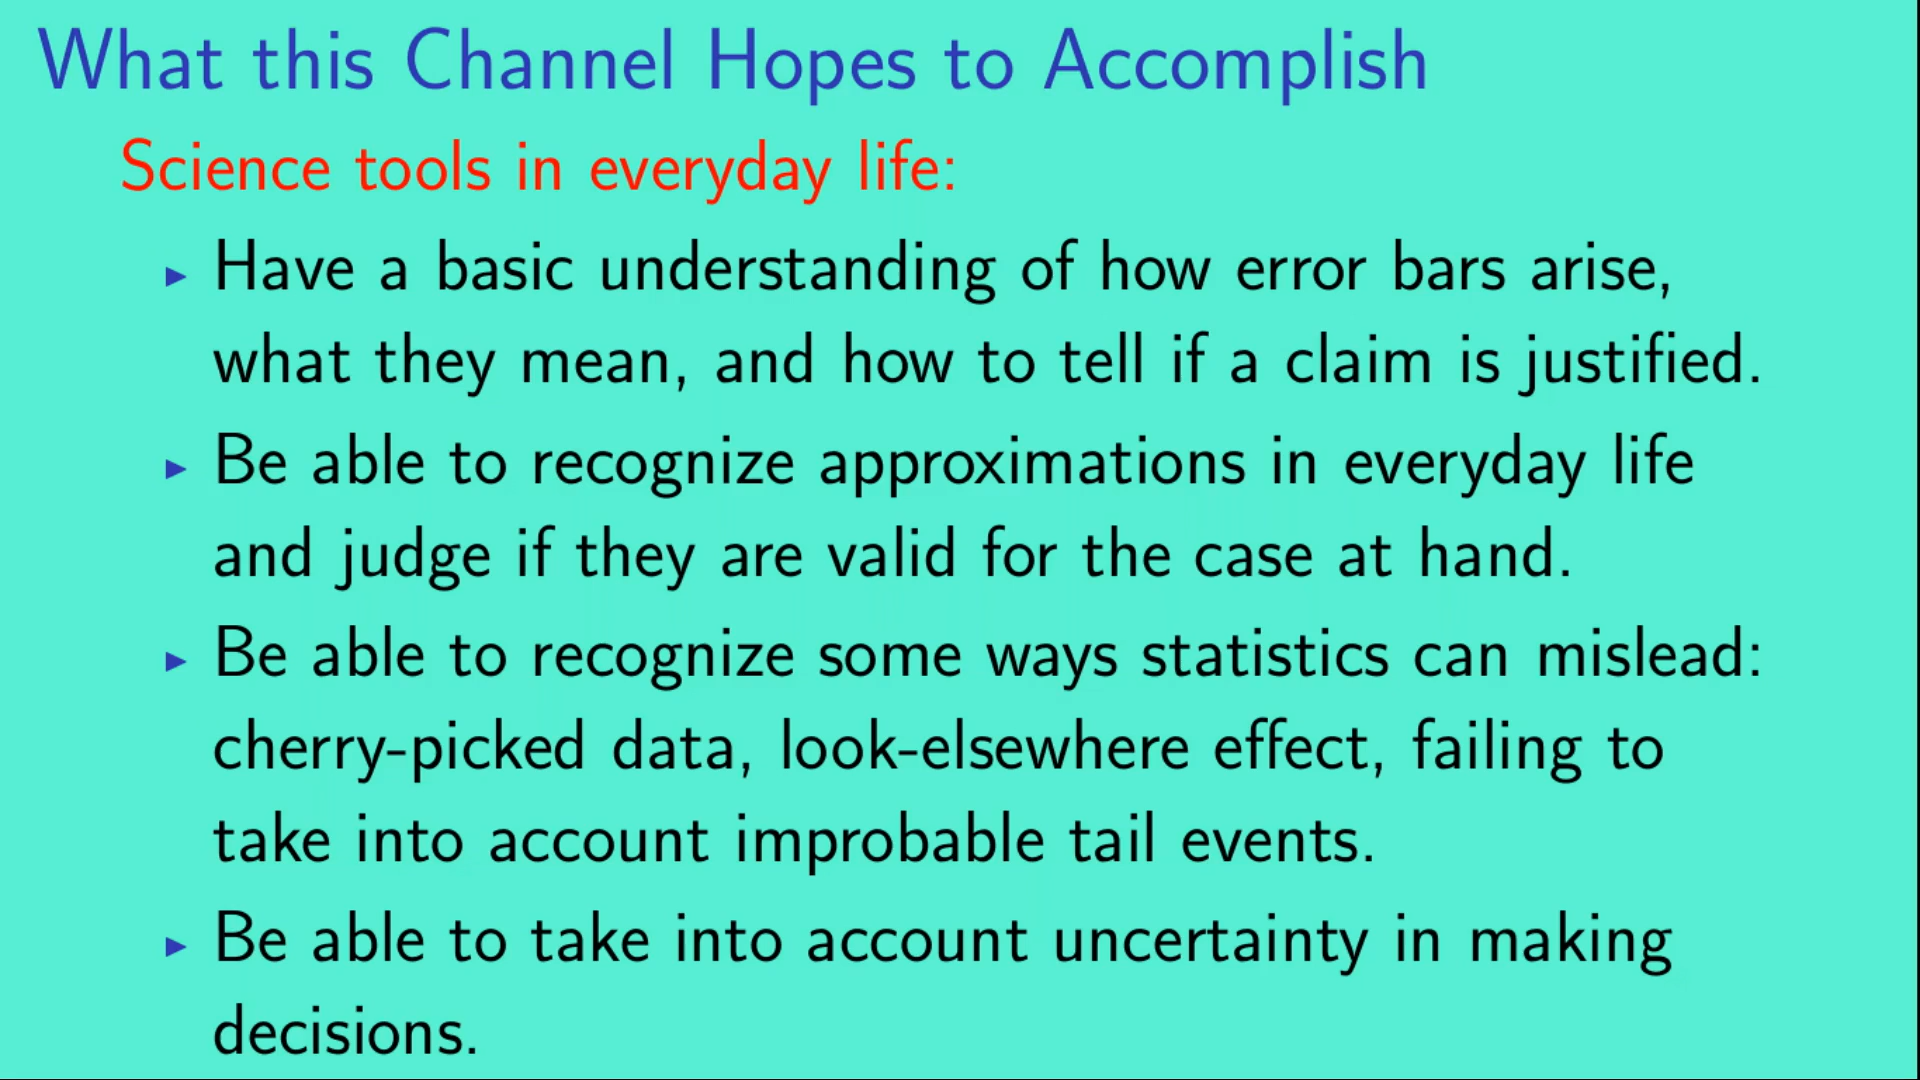 What this Channel Hopes to Accomplish
Science tools in everyday life:
▶ Have a basic understanding of how error bars arise,
what they mean, and how to tell if a claim is justified.
▶ Be able to recognize approximations in everyday life
and judge if they are valid for the case at hand.
▶ Be able to recognize some ways statistics can mislead:
cherry-picked data, look-elsewhere effect, failing to
take into account improbable tail events.
▶ Be able to take into account uncertainty in making
decisions.